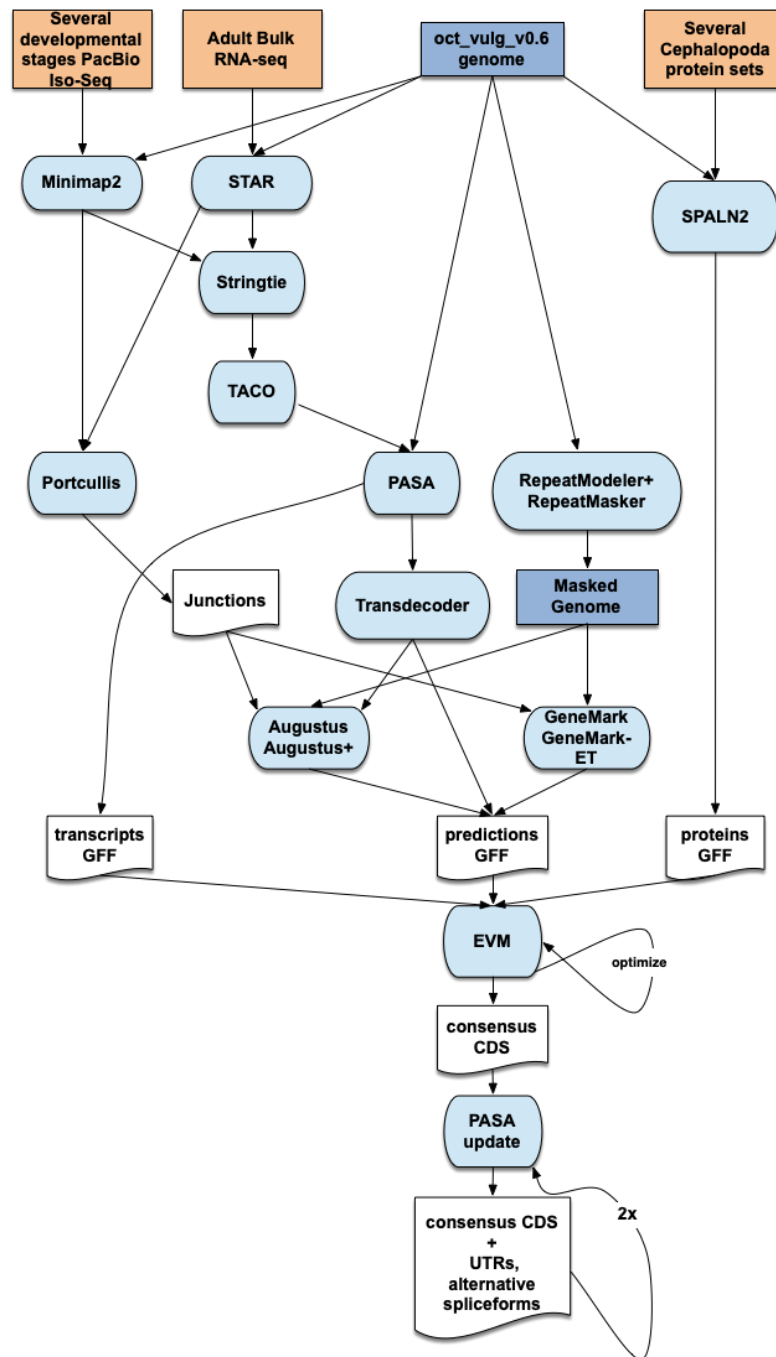 Several
developmental
stages PacBio
Iso-Seq
Adult Bulk
RNA-seq
oct_vulg_v0.6
genome
Several
Cephalopoda
protein sets
Minimap2
STAR
SPALN2
Stringtie
TACO
Portcullis
PASA
RepeatModeler+
RepeatMasker
Junctions
Transdecoder
Masked
Genome
Augustus
Augustus+
GeneMark
GeneMark-
ET
transcripts
GFF
predictions
GFF
proteins
GFF
EVM
optimize
consensus
CDS
PASA
update
2x
consensus CDS
+
UTRs,
alternative
spliceforms